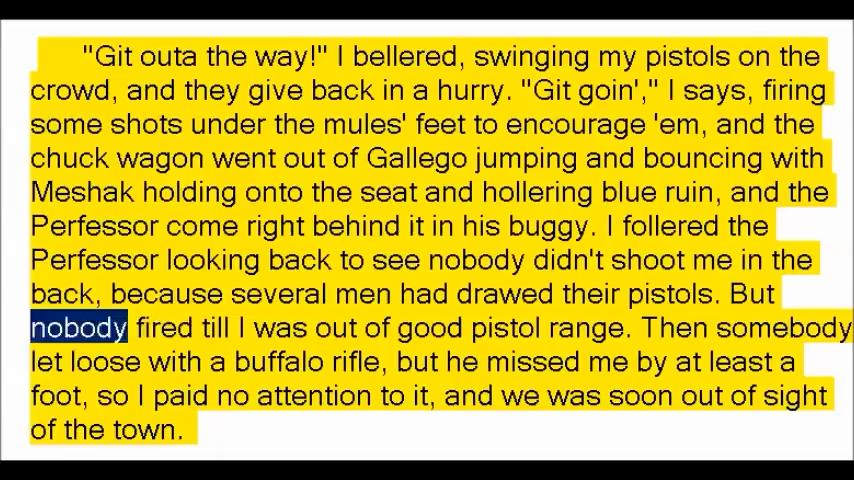 "Git outa the way!" I bellered, swinging my pistols on the
crowd, and they give back in a hurry. "Git goin'," I says, firing
some shots under the mules' feet to encourage 'em, and the
chuck wagon went out of Gallego jumping and bouncing with
Meshak holding onto the seat and hollering blue ruin, and the
Perfessor come right behind it in his buggy. I follered the
Perfessor looking back to see nobody didn't shoot me in the
back, because several men had drawed their pistols. But
nobody fired till I was out of good pistol range. Then somebody
let loose with a buffalo rifle, but he missed me by at least a
foot, so I paid no attention to it, and we was soon out of sight
of the town.